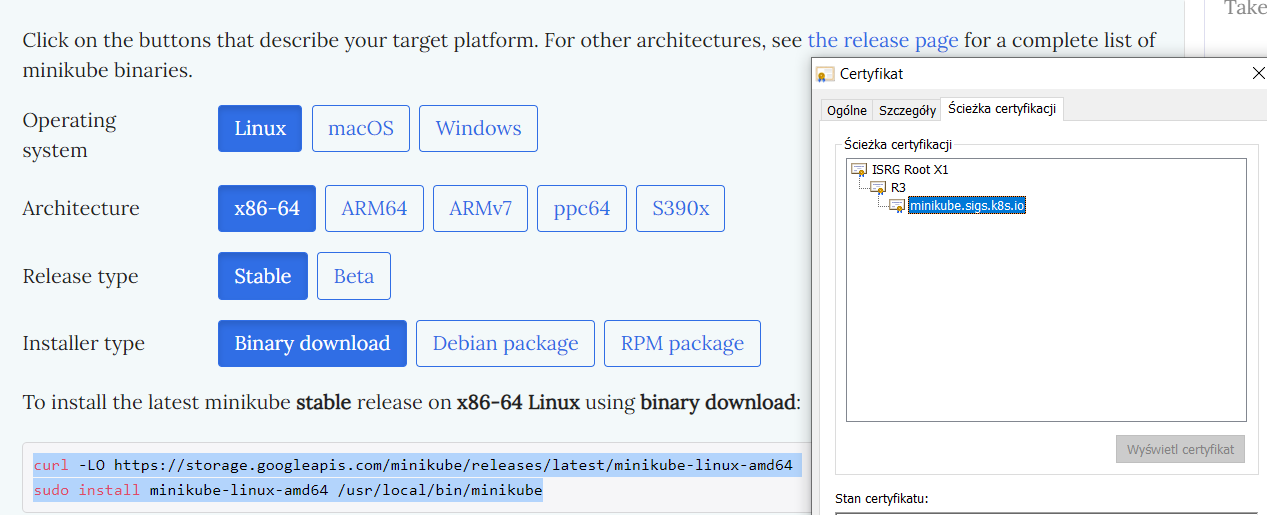 Take
Click on the buttons that describe your target platform. For other architectures, see the release page for a complete list of
minikube binaries.
Operating
system
Linux
macOS
Windows
Architecture
x86-64
ARM64
ARMv7
ppc64
S390x
Release type
Stable
Beta
Installer type
Binary download
Debian package
RPM package
To install the latest minikube stable release on x86-64 Linux using binary download:
curl -LO https://storage.googleapis.com/minikube/releases/latest/minikube-linux-amd64
sudo install minikube-linux-amd64 /usr/local/bin/minikube
Certyfikat
Ogólne
Szczegóły
Ścieżka certyfikacji
Ścieżka certyfikacji
ISRG Root X1
R3
minikube.sigs.k8s.io
Wyświetl certyfikat
Stan certyfikatu: